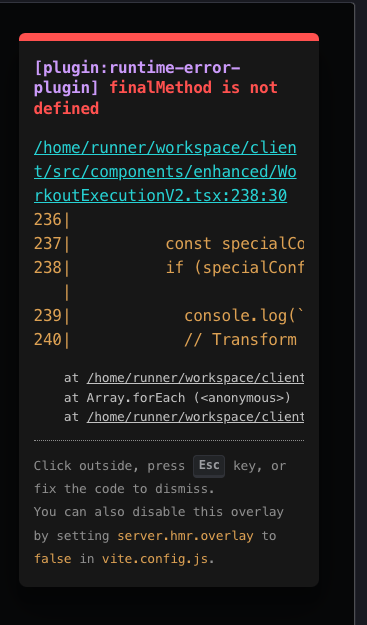 [plugin:runtime-error-
plugin] finalMethod is not
defined
/home/runner/workspace/clien
t/src/components/enhanced/Wo
rkoutExecutionV2.tsx:238:30
236|
237|          const specialCo
238|          if (specialConf
   |
239|            console.log(`
240|            // Transform
at /home/runner/workspace/client
at Array.forEach (<anonymous>)
at /home/runner/workspace/client
Click outside, press Esc key, or
fix the code to dismiss.
You can also disable this overlay
by setting server.hmr.overlay to
false in vite.config.js.